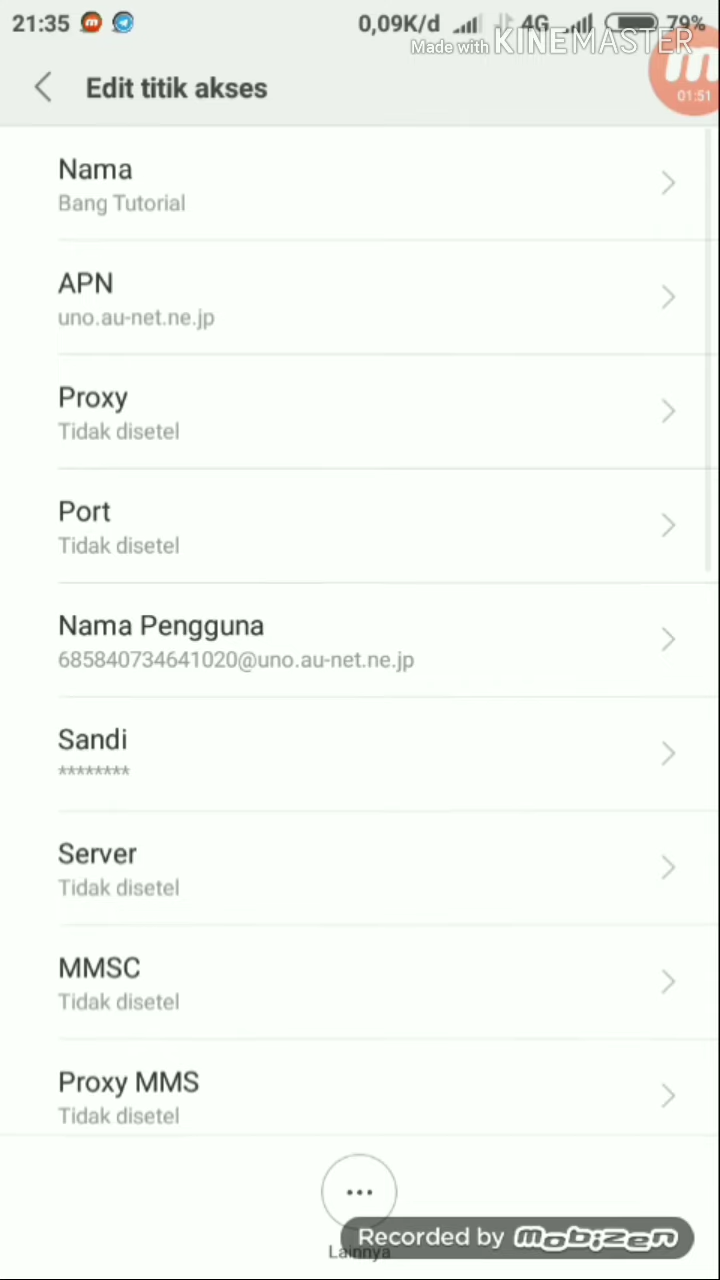 21:35 0,09K/d 4G 79%
Made with KINEMASTER
Edit titik akses
01:51
Nama
Bang Tutorial
APN
uno.au-net.ne.jp
Proxy
Tidak disetel
Port
Tidak disetel
Nama Pengguna
685840734641020@uno.au-net.ne.jp
Sandi
********
Server
Tidak disetel
MMSC
Tidak disetel
Proxy MMS
Tidak disetel
Recorded by mobizen
Lainnya